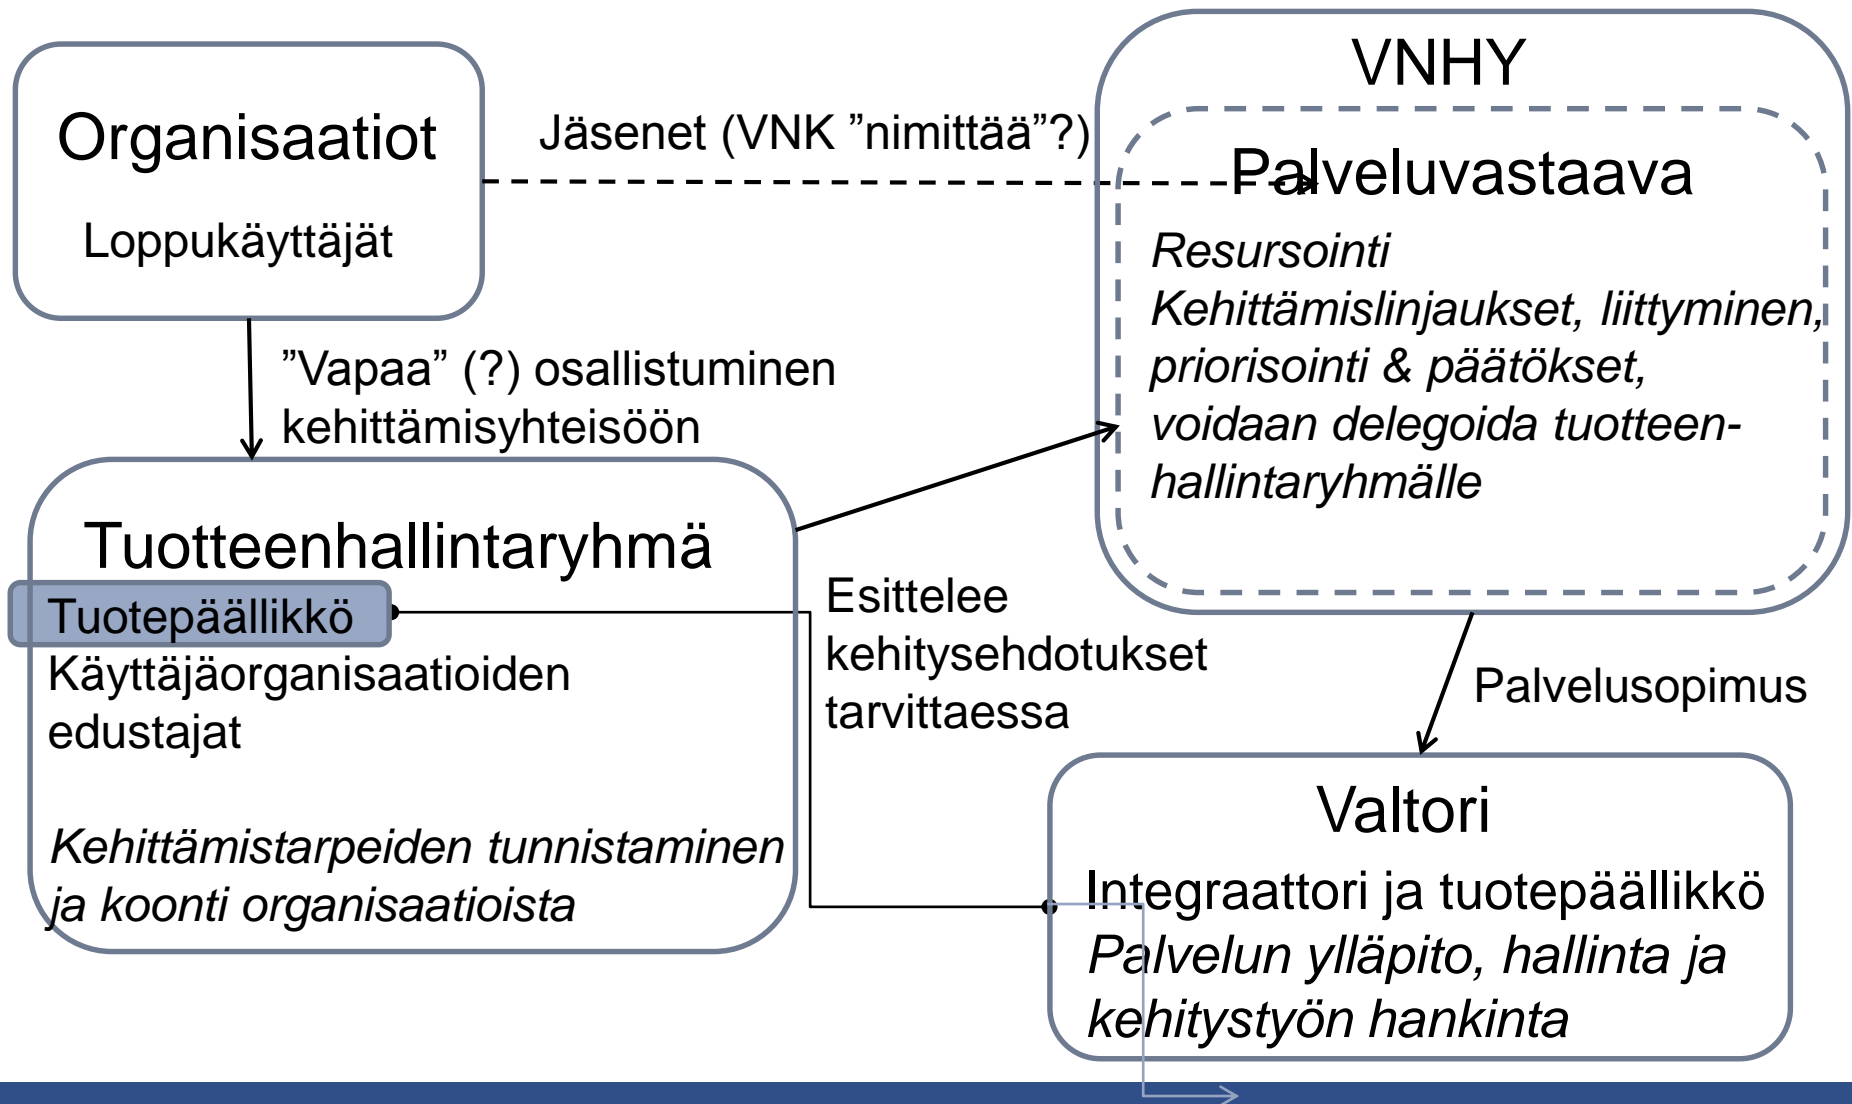 Organisaatiot
Loppukäyttäjät
Jäsenet (VNK ”nimittää”?)
VNHY
Palveluvastaava
Resursointi
Kehittämislinjaukset, liittyminen,
priorisointi & päätökset,
voidaan delegoida tuotteen-
hallintaryhmälle
”Vapaa” (?) osallistuminen
kehittämisyhteisöön
Tuotteenhallintaryhmä
Tuotepäällikkö
Käyttäjäorganisaatioiden
edustajat
Kehittämistarpeiden tunnistaminen
ja koonti organisaatioista
Esittelee
kehitysehdotukset
tarvittaessa
Palvelusopimus
Valtori
Integraattori ja tuotepäällikkö
Palvelun ylläpito, hallinta ja
kehitystyön hankinta